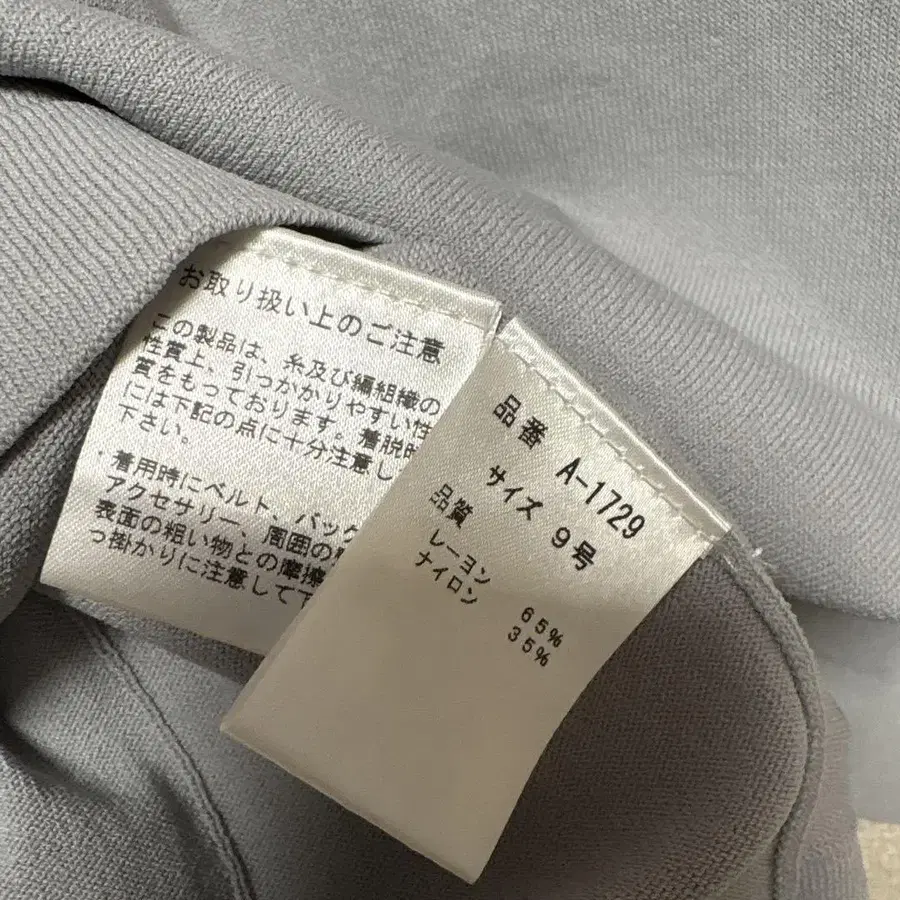 お取り扱い上のご注意
この製品は、糸及び編組織の
性質上、引っかかりやすい性
質をもっております。着脱時
には下記の点に十分注意し
下さい。
・着用時にベルト、バック
アクセサリー、周囲の
表面の粗い物との摩擦
っ掛かりに注意して下
品番 A-1729
サイズ 9号
品質
レーヨン 65%
ナイロン 35%